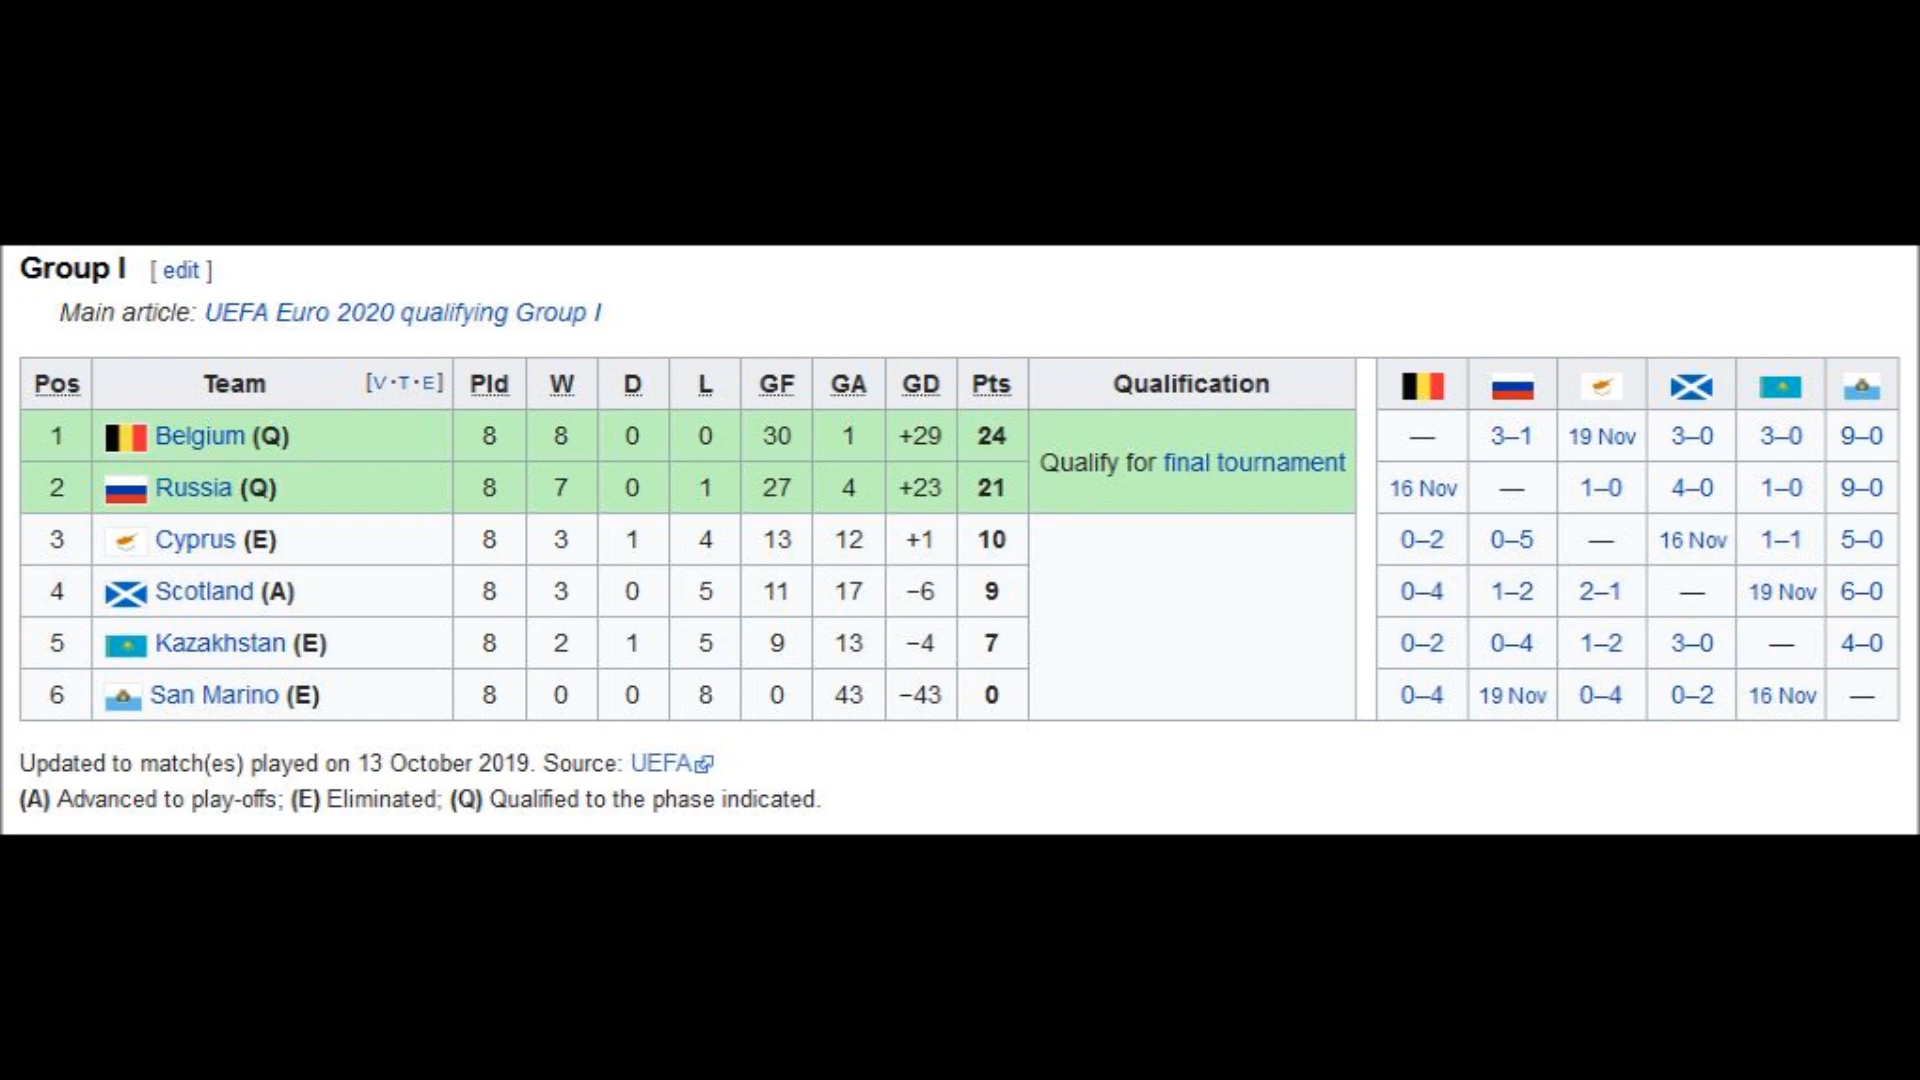 Group I [ edit ]
Main article: UEFA Euro 2020 qualifying Group I
Pos Team [V·T·E] Pld W D L GF GA GD Pts Qualification
1 Belgium (Q) 8 8 0 0 30 1 +29 24 Qualify for final tournament — 3–1 19 Nov 3–0 3–0 9–0
2 Russia (Q) 8 7 0 1 27 4 +23 21 16 Nov — 1–0 4–0 1–0 9–0
3 Cyprus (E) 8 3 1 4 13 12 +1 10 0–2 0–5 — 16 Nov 1–1 5–0
4 Scotland (A) 8 3 0 5 11 17 −6 9 0–4 1–2 2–1 — 19 Nov 6–0
5 Kazakhstan (E) 8 2 1 5 9 13 −4 7 0–2 0–4 1–2 3–0 — 4–0
6 San Marino (E) 8 0 0 8 0 43 −43 0 0–4 19 Nov 0–4 0–2 16 Nov —
Updated to match(es) played on 13 October 2019. Source: UEFA
(A) Advanced to play-offs; (E) Eliminated; (Q) Qualified to the phase indicated.